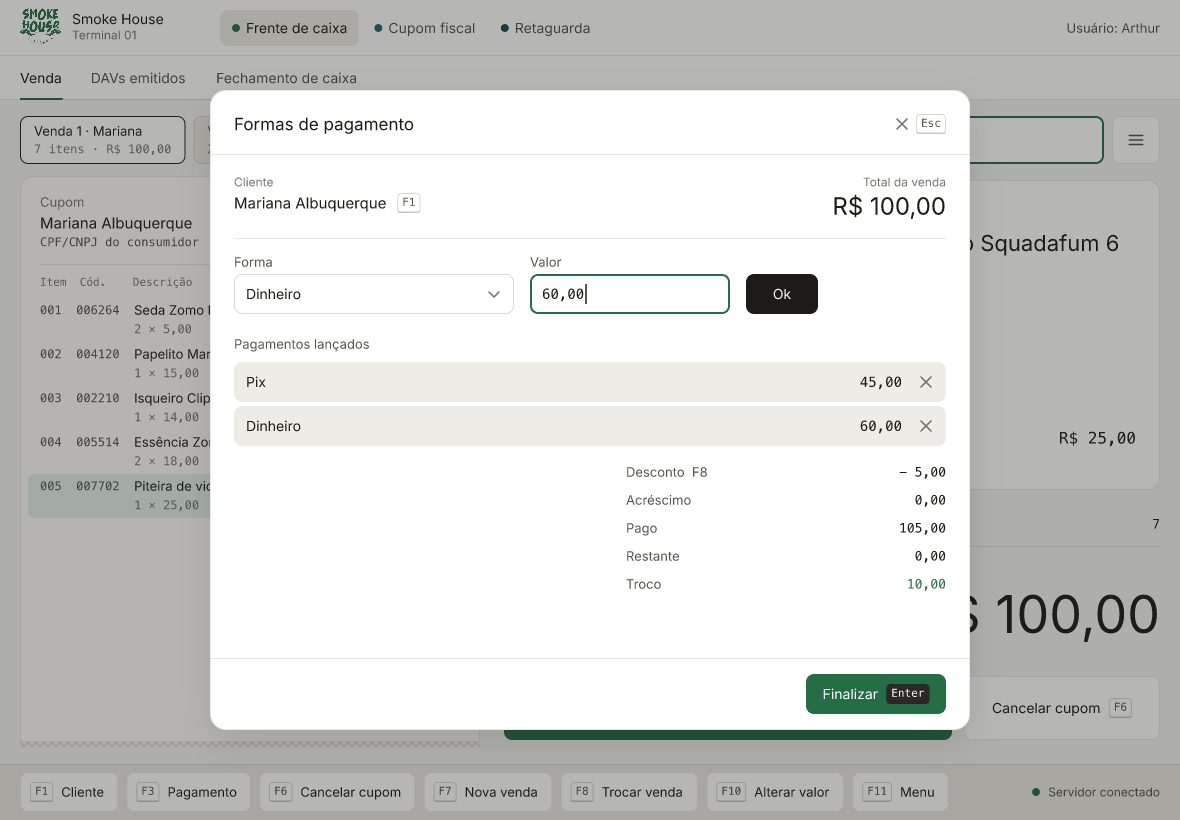 SMOKE
HOUSE
Smoke House
Terminal 01
Frente de caixa
Cupom fiscal
Retaguarda
Usuário: Arthur
Venda
DAVs emitidos
Fechamento de caixa
Venda 1 · Mariana
7 itens · R$ 100,00
Formas de pagamento
Esc
Cliente
Mariana Albuquerque F1
Total da venda
R$ 100,00
Forma
Dinheiro
Valor
60,00
Ok
Pagamentos lançados
Pix 45,00
Dinheiro 60,00
Desconto F8 – 5,00
Acréscimo 0,00
Pago 105,00
Restante 0,00
Troco 10,00
Finalizar Enter
Cupom
Mariana Albuquerque
CPF/CNPJ do consumidor
Item Cód. Descrição
001 006264 Seda Zomo
2 × 5,00
002 004120 Papelito Mar
1 × 15,00
003 002210 Isqueiro Clip
1 × 14,00
004 005514 Essência Zo
2 × 18,00
005 007702 Piteira de vid
1 × 25,00
Squadafum 6
R$ 25,00
7
$ 100,00
Cancelar cupom F6
F1 Cliente
F3 Pagamento
F6 Cancelar cupom
F7 Nova venda
F8 Trocar venda
F10 Alterar valor
F11 Menu
Servidor conectado